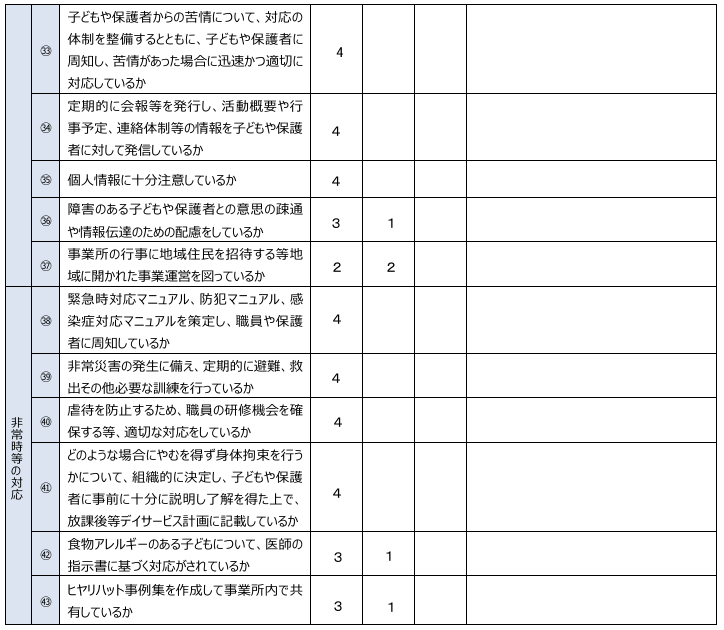 ㉝
子どもや保護者からの苦情について、対応の
体制を整備するとともに、子どもや保護者に
周知し、苦情があった場合に迅速かつ適切に
対応しているか
4
㉞
定期的に会報等を発行し、活動概要や行
事予定、連絡体制等の情報を子どもや保護
者に対して発信しているか
4
㉟
個人情報に十分注意しているか
4
㊱
障害のある子どもや保護者との意思の疎通
や情報伝達のための配慮をしているか
3 1
㊲
事業所の行事に地域住民を招待する等地
域に開かれた事業運営を図っているか
2 2
非常時等の対応
㊳
緊急時対応マニュアル、防犯マニュアル、感
染症対応マニュアルを策定し、職員や保護
者に周知しているか
4
㊴
非常災害の発生に備え、定期的に避難、救
出その他必要な訓練を行っているか
4
㊵
虐待を防止するため、職員の研修機会を確
保する等、適切な対応をしているか
4
㊶
どのような場合にやむを得ず身体拘束を行う
かについて、組織的に決定し、子どもや保護
者に事前に十分に説明し了解を得た上で、
放課後等デイサービス計画に記載しているか
4
㊷
食物アレルギーのある子どもについて、医師の
指示書に基づく対応がされているか
3 1
㊸
ヒヤリハット事例集を作成して事業所内で共
有しているか
3 1